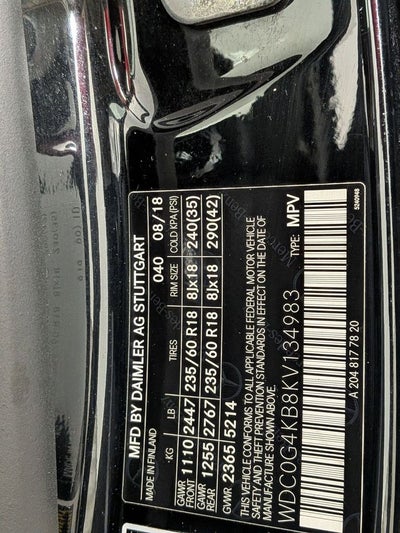 MFD BY DAIMLER AG STUTTGART
MADE IN FINLAND 040 08/18
KG LB TIRES RIM SIZE COLD KPA(PSI)
GAWR FRONT 1110 2447 235/60 R18 8Jx18 240(35)
GAWR REAR 1255 2767 235/60 R18 8Jx18 290(42)
GVWR 2365 5214
THIS VEHICLE CONFORMS TO ALL APPLICABLE FEDERAL MOTOR VEHICLE
SAFETY AND THEFT PREVENTION STANDARDS IN EFFECT ON THE DATE OF
MANUFACTURE SHOWN ABOVE.
WDC0G4KB8KV134983 TYPE: MPV
A 204 817 78 20
5240948